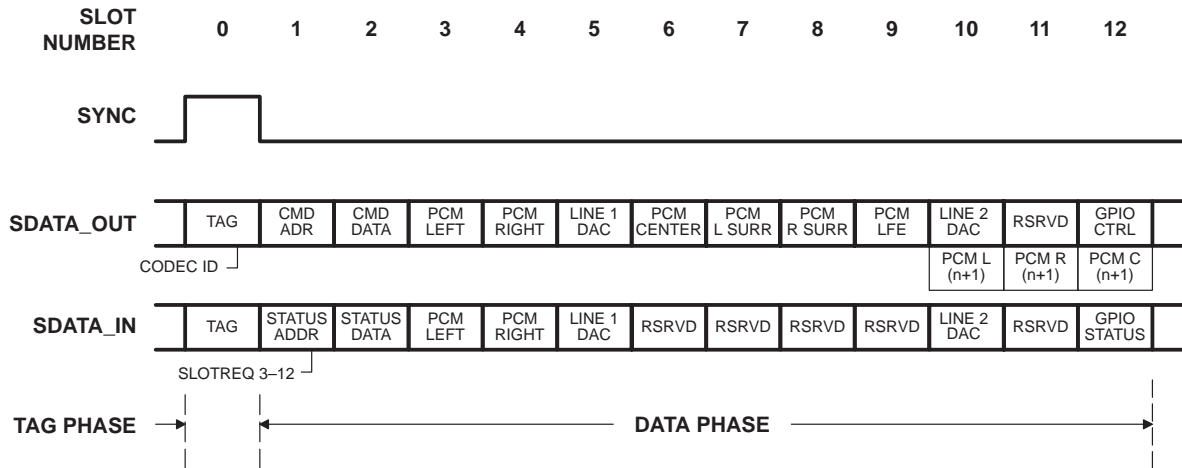 SLOT NUMBER 0 1 2 3 4 5 6 7 8 9 10 11 12
SYNC
SDATA_OUT TAG CMD ADR CMD DATA PCM LEFT PCM RIGHT LINE 1 DAC PCM CENTER PCM L SURR PCM R SURR PCM LFE LINE 2 DAC RSRVD GPIO CTRL
CODEC ID PCM L (n+1) PCM R (n+1) PCM C (n+1)
SDATA_IN TAG STATUS ADDR STATUS DATA PCM LEFT PCM RIGHT LINE 1 DAC RSRVD RSRVD RSRVD RSRVD LINE 2 DAC RSRVD GPIO STATUS
SLOTREQ 3–12
TAG PHASE DATA PHASE